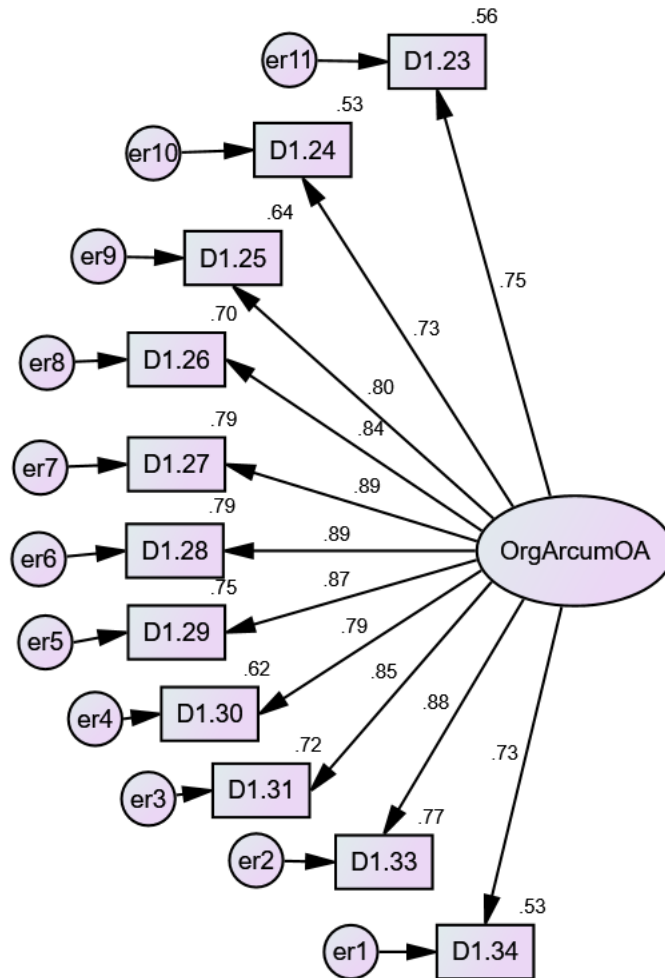 .56
er11
D1.23
.53
er10
D1.24
.64
er9
D1.25
.75
.70
.73
er8
D1.26
.80
.84
.79
er7
D1.27
.89
.79
er6
D1.28
.89
OrgArcumOA
.75
.87
er5
D1.29
.79
.62
er4
D1.30
.85
.88
.72
.73
er3
D1.31
.77
er2
D1.33
.53
er1
D1.34